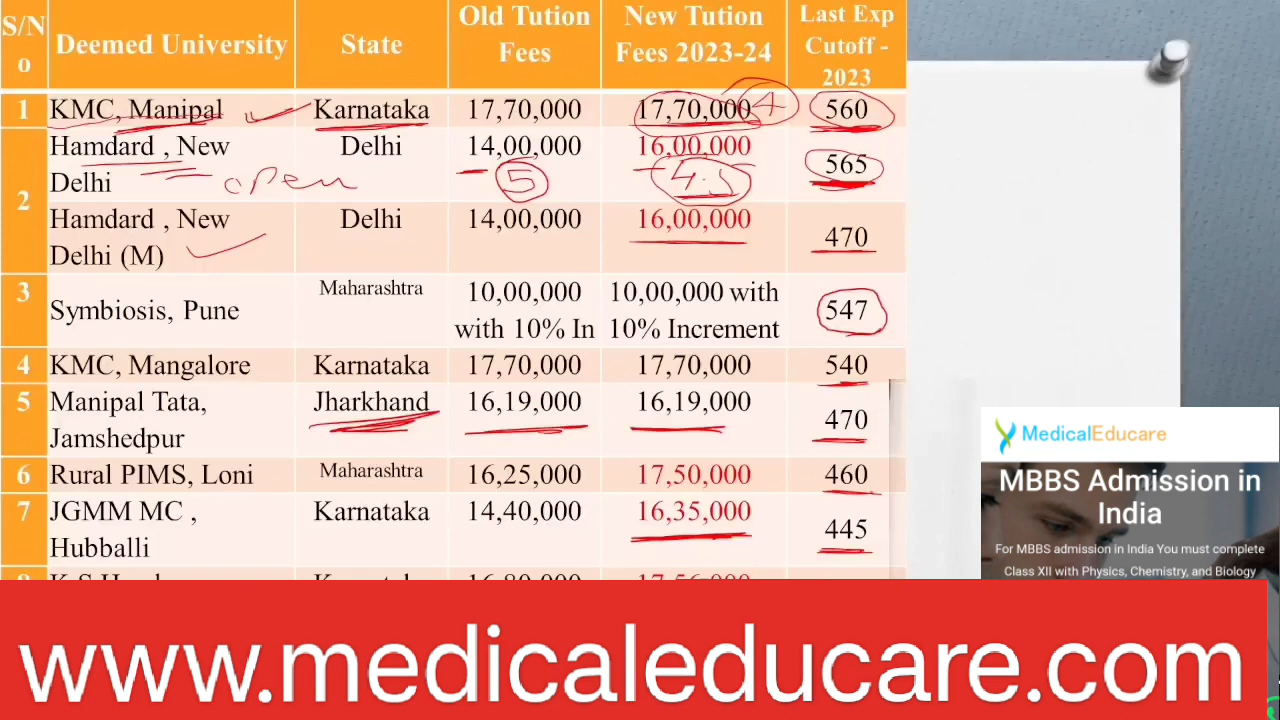 S/N
o
Deemed University
State
Old Tution
Fees
New Tution
Fees 2023-24
Last Exp
Cutoff -
2023
1
KMC, Manipal
Karnataka
17,70,000
17,70,000
4
560
2
Hamdard , New
Delhi
open
Delhi
14,00,000
5
16,00,000
4.5
565
Hamdard , New
Delhi (M)
Delhi
14,00,000
16,00,000
470
3
Symbiosis, Pune
Maharashtra
10,00,000
with 10% In
10,00,000 with
10% Increment
547
4
KMC, Mangalore
Karnataka
17,70,000
17,70,000
540
5
Manipal Tata,
Jamshedpur
Jharkhand
16,19,000
16,19,000
470
6
Rural PIMS, Loni
Maharashtra
16,25,000
17,50,000
460
7
JGMM MC ,
Hubballi
Karnataka
14,40,000
16,35,000
445
MedicalEducare
MBBS Admission in
India
For MBBS admission in India You must complete
Class XII with Physics, Chemistry, and Biology
www.medicaleducare.com